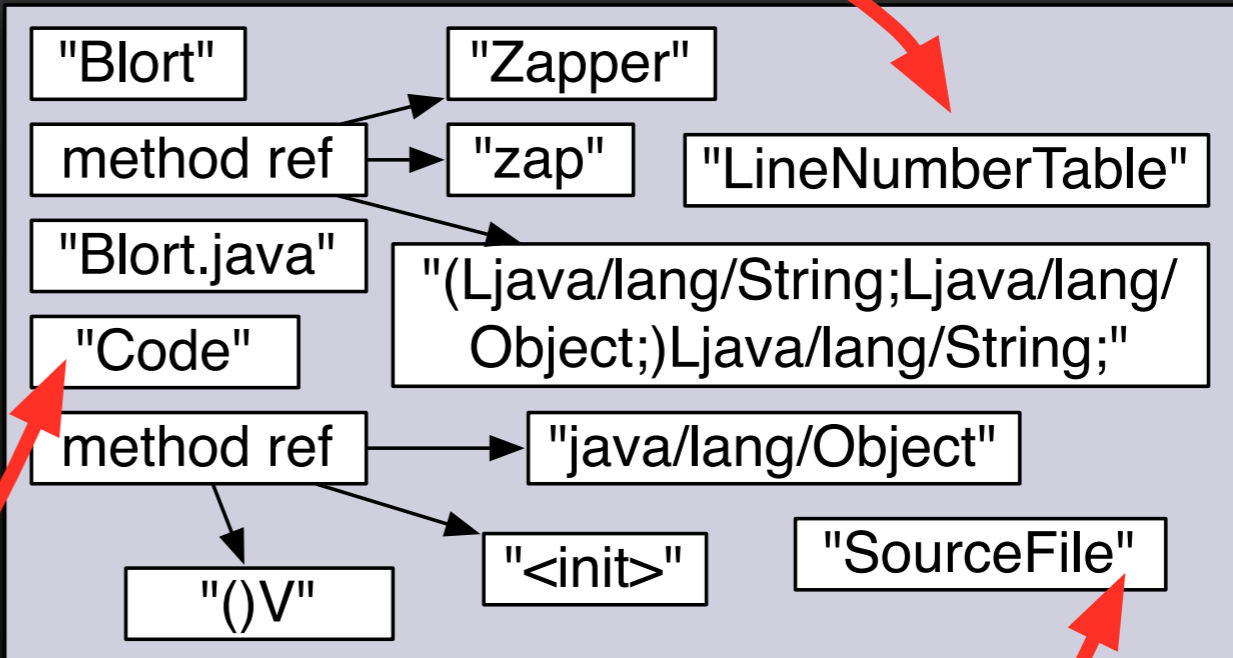 "Blort"
"Zapper"
method ref
"zap"
"LineNumberTable"
"Blort.java"
"(Ljava/lang/String;Ljava/lang/
Object;)Ljava/lang/String;"
"Code"
method ref
"java/lang/Object"
"<init>"
"SourceFile"
"()V"